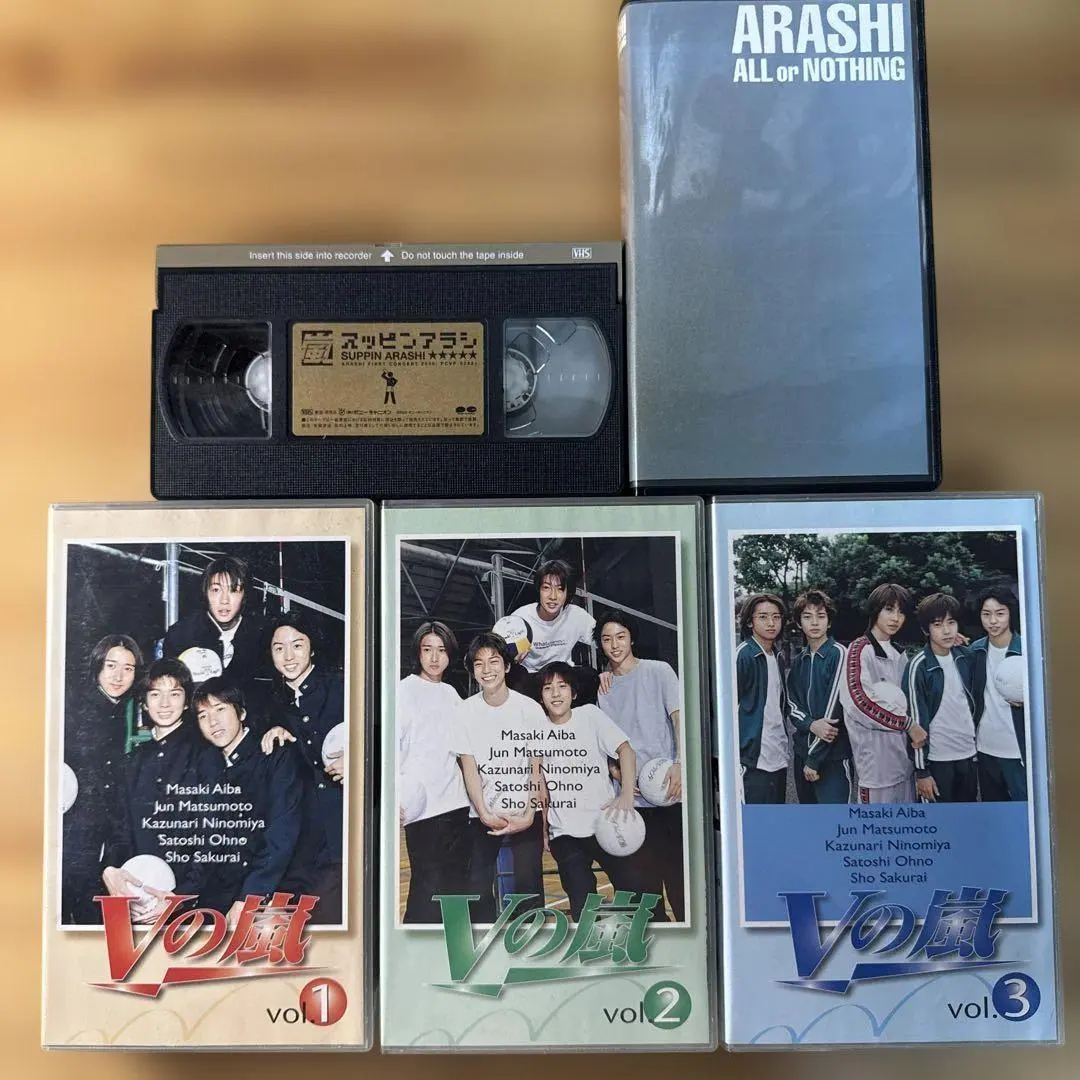 ARASHI
ALL or NOTHING
Insert this side into recorder Do not touch the tape inside VHS
嵐 スッピンアラシ
SUPPIN ARASHI ★★★★★
Masaki Aiba
Jun Matsumoto
Kazunari Ninomiya
Satoshi Ohno
Sho Sakurai
Vの嵐
vol.1
Masaki Aiba
Jun Matsumoto
Kazunari Ninomiya
Satoshi Ohno
Sho Sakurai
Vの嵐
vol.2
Masaki Aiba
Jun Matsumoto
Kazunari Ninomiya
Satoshi Ohno
Sho Sakurai
Vの嵐
vol.3